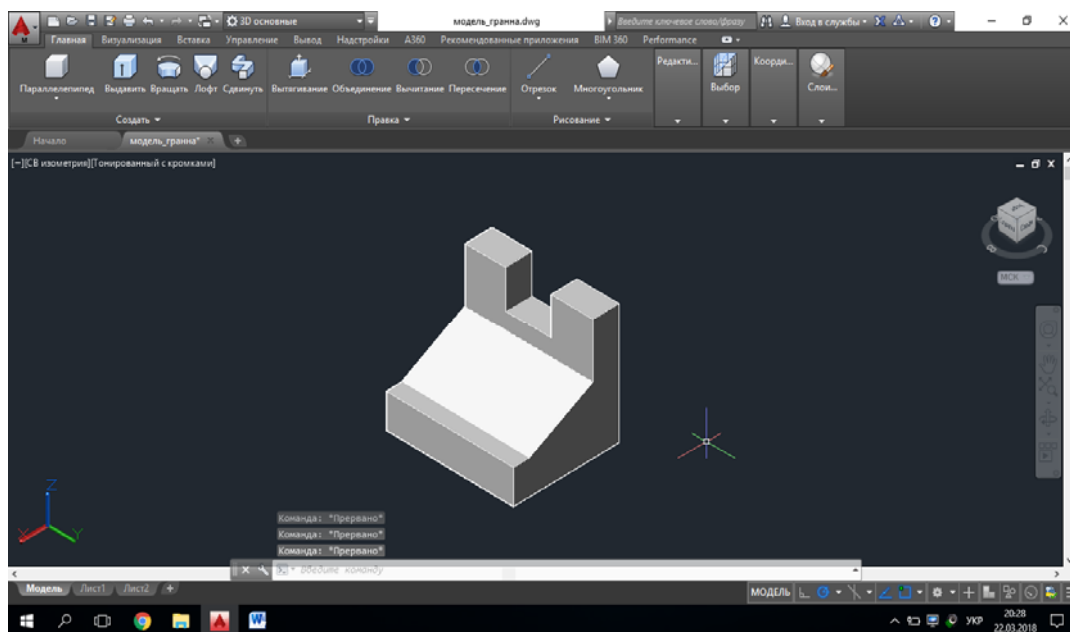 3D основные
модель_гранна.dwg
Введите ключевое слово/фразу
Вход в службы
Главная Визуализация Вставка Управление Вывод Надстройки A360 Рекомендованные приложения BIM 360 Performance
Параллелепипед Выдавить Вращать Лофт Сдвинуть Вытягивание Объединение Вычитание Пересечение Отрезок Многоугольник Редакти... Выбор Коорди... Слои...
Создать Правка Рисование
Начало модель_гранна*
[−][СВ изометрия][Тонированный с кромками]
МСК
Z
X Y
Команда: *Прервано*
Команда: *Прервано*
Команда: *Прервано*
Введите команду
Модель Лист1 Лист2 +
МОДЕЛЬ
УКР
20:28
22.03.2018